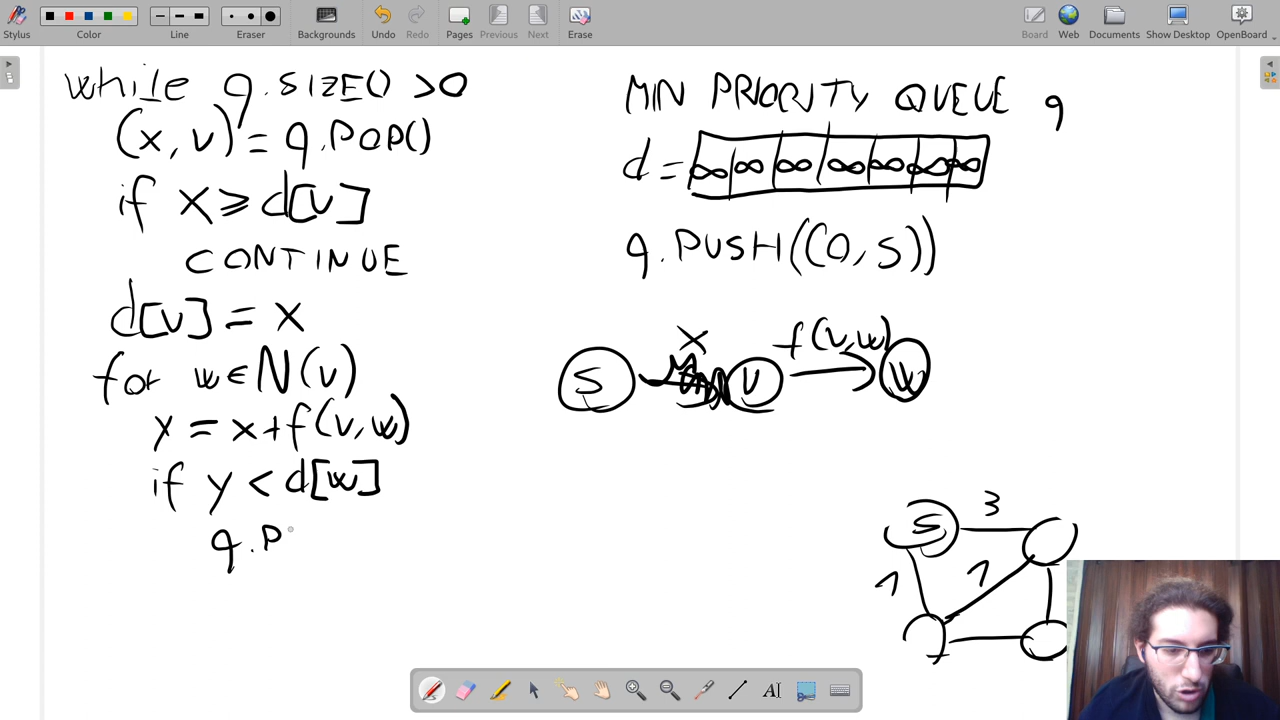 Stylus Color Line Eraser Backgrounds Undo Redo Pages Previous Next Erase Board Web Documents Show Desktop OpenBoard
while q.SIZE() >0
(x, v) = q.POP()
if x ⩾ d[v]
CONTINUE
d[v] = x
for w ∈ N(v)
y = x+f(v,w)
if y < d[w]
q.P
MIN PRIORITY QUEUE q
d = ∞ ∞ ∞ ∞ ∞ ∞ ∞
q.PUSH((0,S))
x f(v,w)
S v w
S 3
1 1